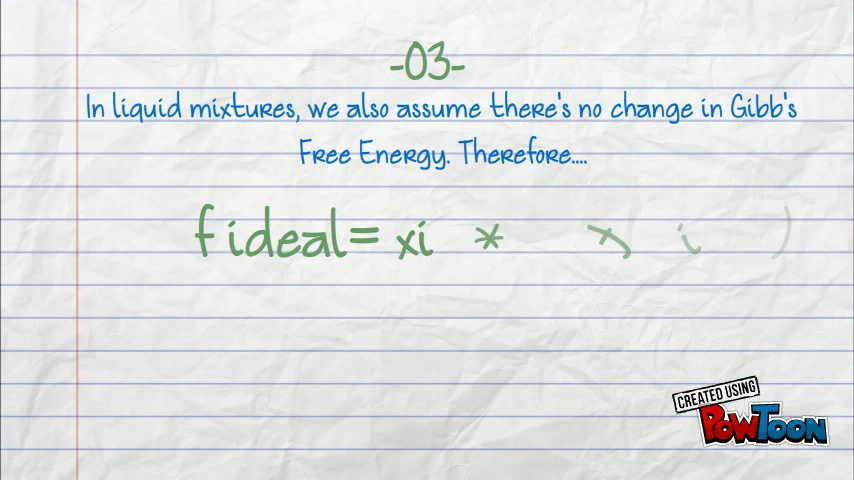 -03-
In liquid mixtures, we also assume there's no change in Gibb's
Free Energy. Therefore....
f ideal= xi *      i )
CREATED USING
POWTOON